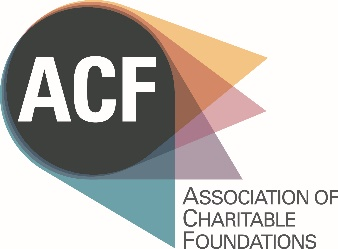 ACF
ASSOCIATION OF
CHARITABLE
FOUNDATIONS